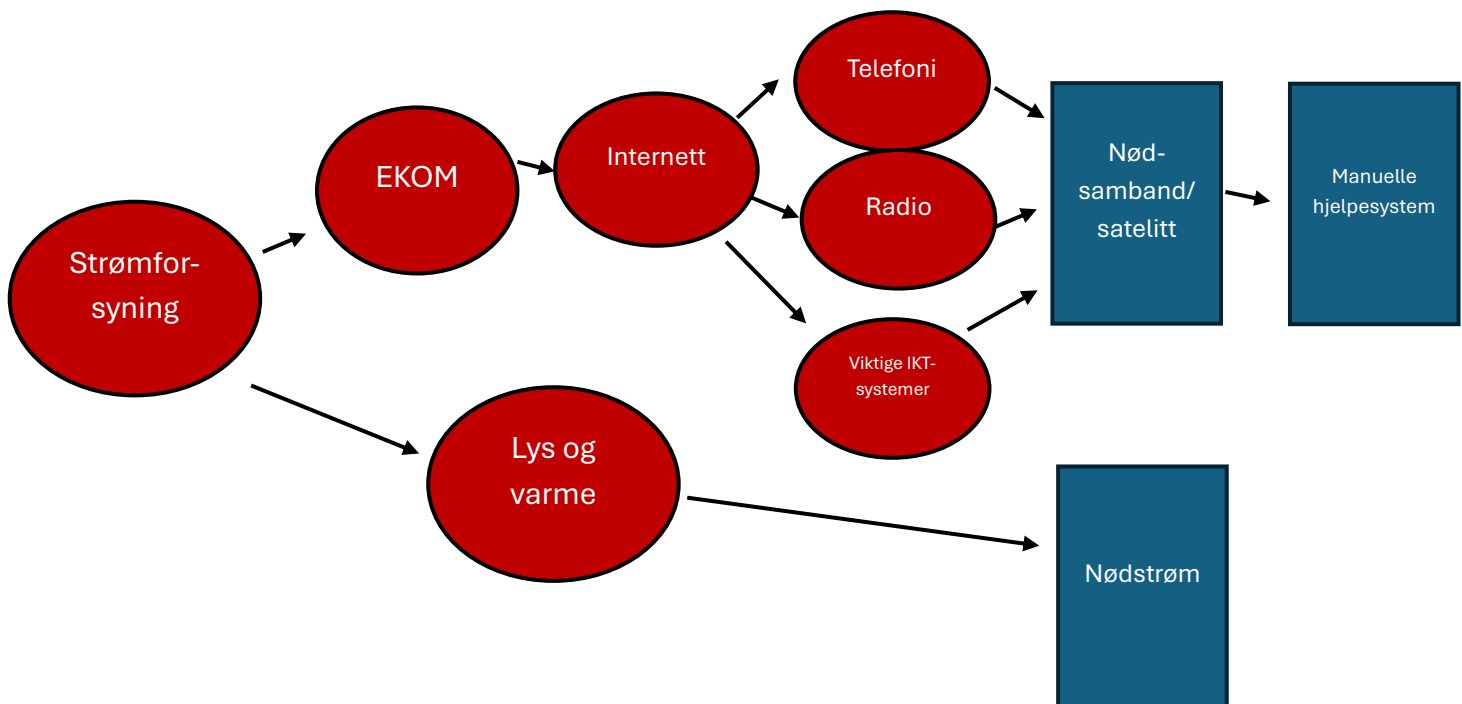 Strømfor-
syning
EKOM
Internett
Telefoni
Radio
Viktige IKT-
systemer
Nød-
samband/
satelitt
Manuelle
hjelpesystem
Lys og
varme
Nødstrøm